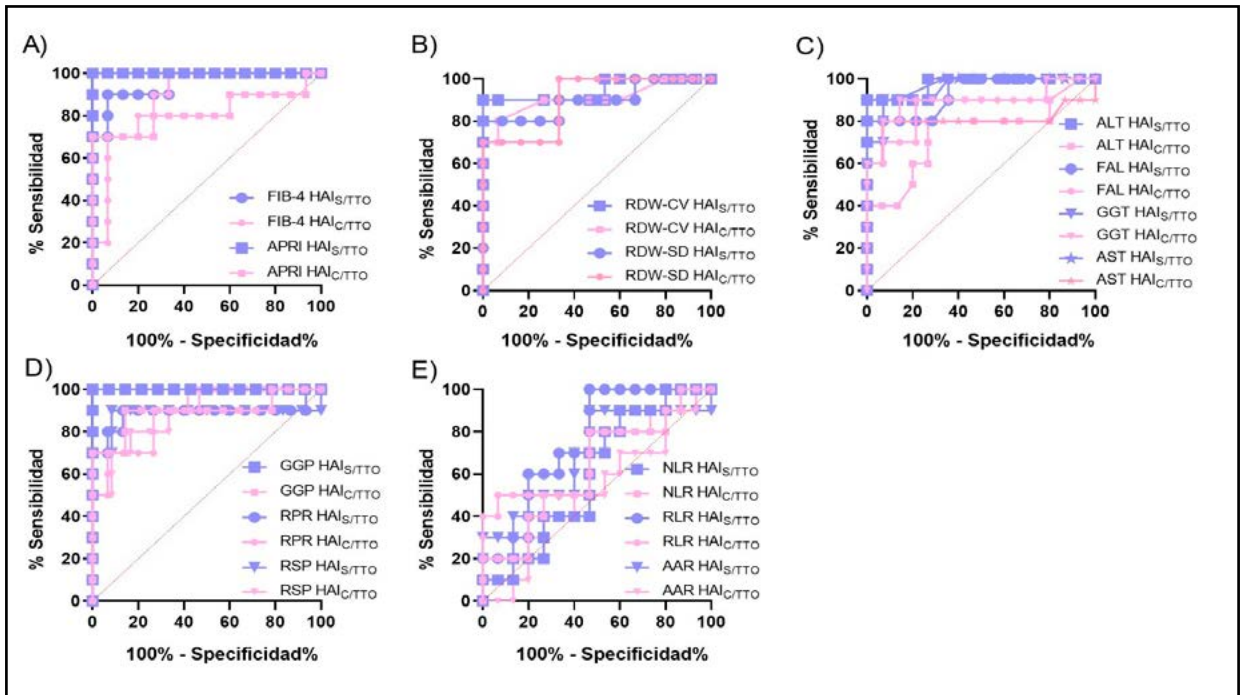 A)
% Sensibilidad
100
80
60
40
20
0
0 20 40 60 80 100
100% - Specificidad%
FIB-4 HAIS/TTO
FIB-4 HAIC/TTO
APRI HAIS/TTO
APRI HAIC/TTO
B)
% Sensibilidad
100
80
60
40
20
0
0 20 40 60 80 100
100% - Specificidad%
RDW-CV HAIS/TTO
RDW-CV HAIC/TTO
RDW-SD HAIS/TTO
RDW-SD HAIC/TTO
C)
% Sensibilidad
100
80
60
40
20
0
0 20 40 60 80 100
100% - Specificidad%
ALT HAIS/TTO
ALT HAIC/TTO
FAL HAIS/TTO
FAL HAIC/TTO
GGT HAIS/TTO
GGT HAIC/TTO
AST HAIS/TTO
AST HAIC/TTO
D)
% Sensibilidad
100
80
60
40
20
0
0 20 40 60 80 100
100% - Specificidad%
GGP HAIS/TTO
GGP HAIC/TTO
RPR HAIS/TTO
RPR HAIC/TTO
RSP HAIS/TTO
RSP HAIC/TTO
E)
% Sensibilidad
100
80
60
40
20
0
0 20 40 60 80 100
100% - Specificidad%
NLR HAIS/TTO
NLR HAIC/TTO
RLR HAIS/TTO
RLR HAIC/TTO
AAR HAIS/TTO
AAR HAIC/TTO